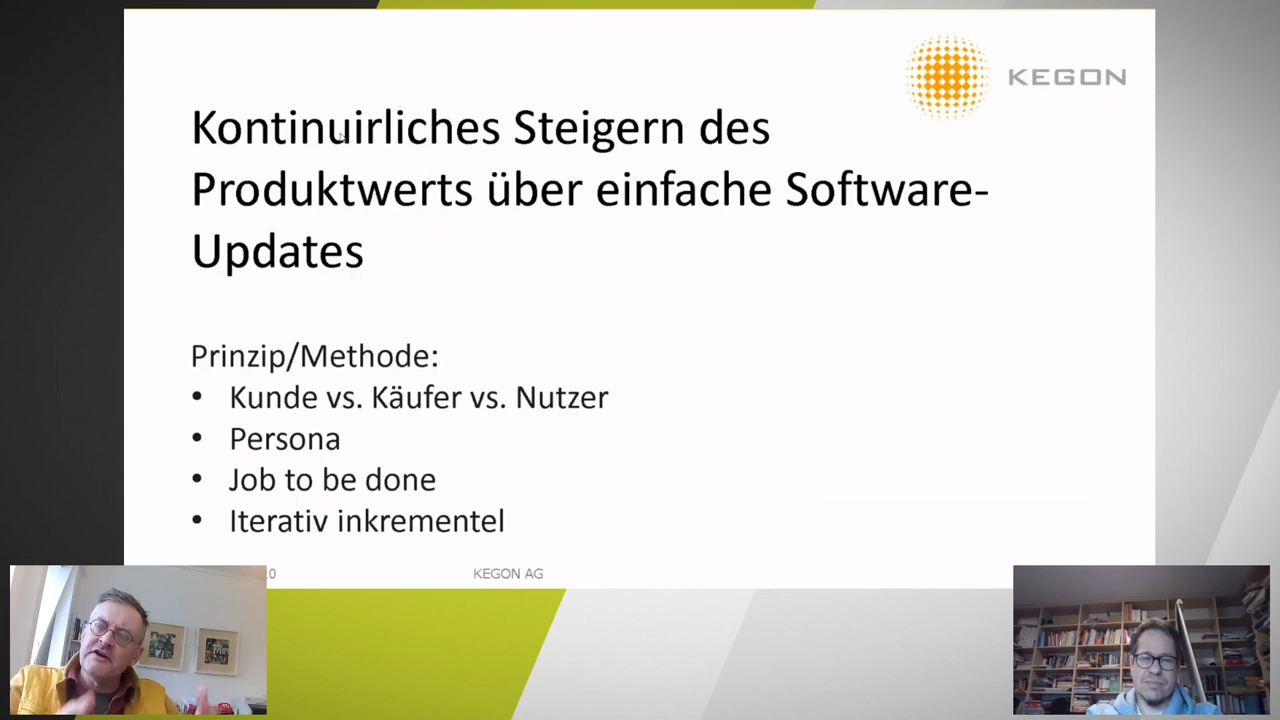 KEGON
Kontinuirliches Steigern des
Produktwerts über einfache Software-
Updates
Prinzip/Methode:
• Kunde vs. Käufer vs. Nutzer
• Persona
• Job to be done
• Iterativ inkrementel
KEGON AG